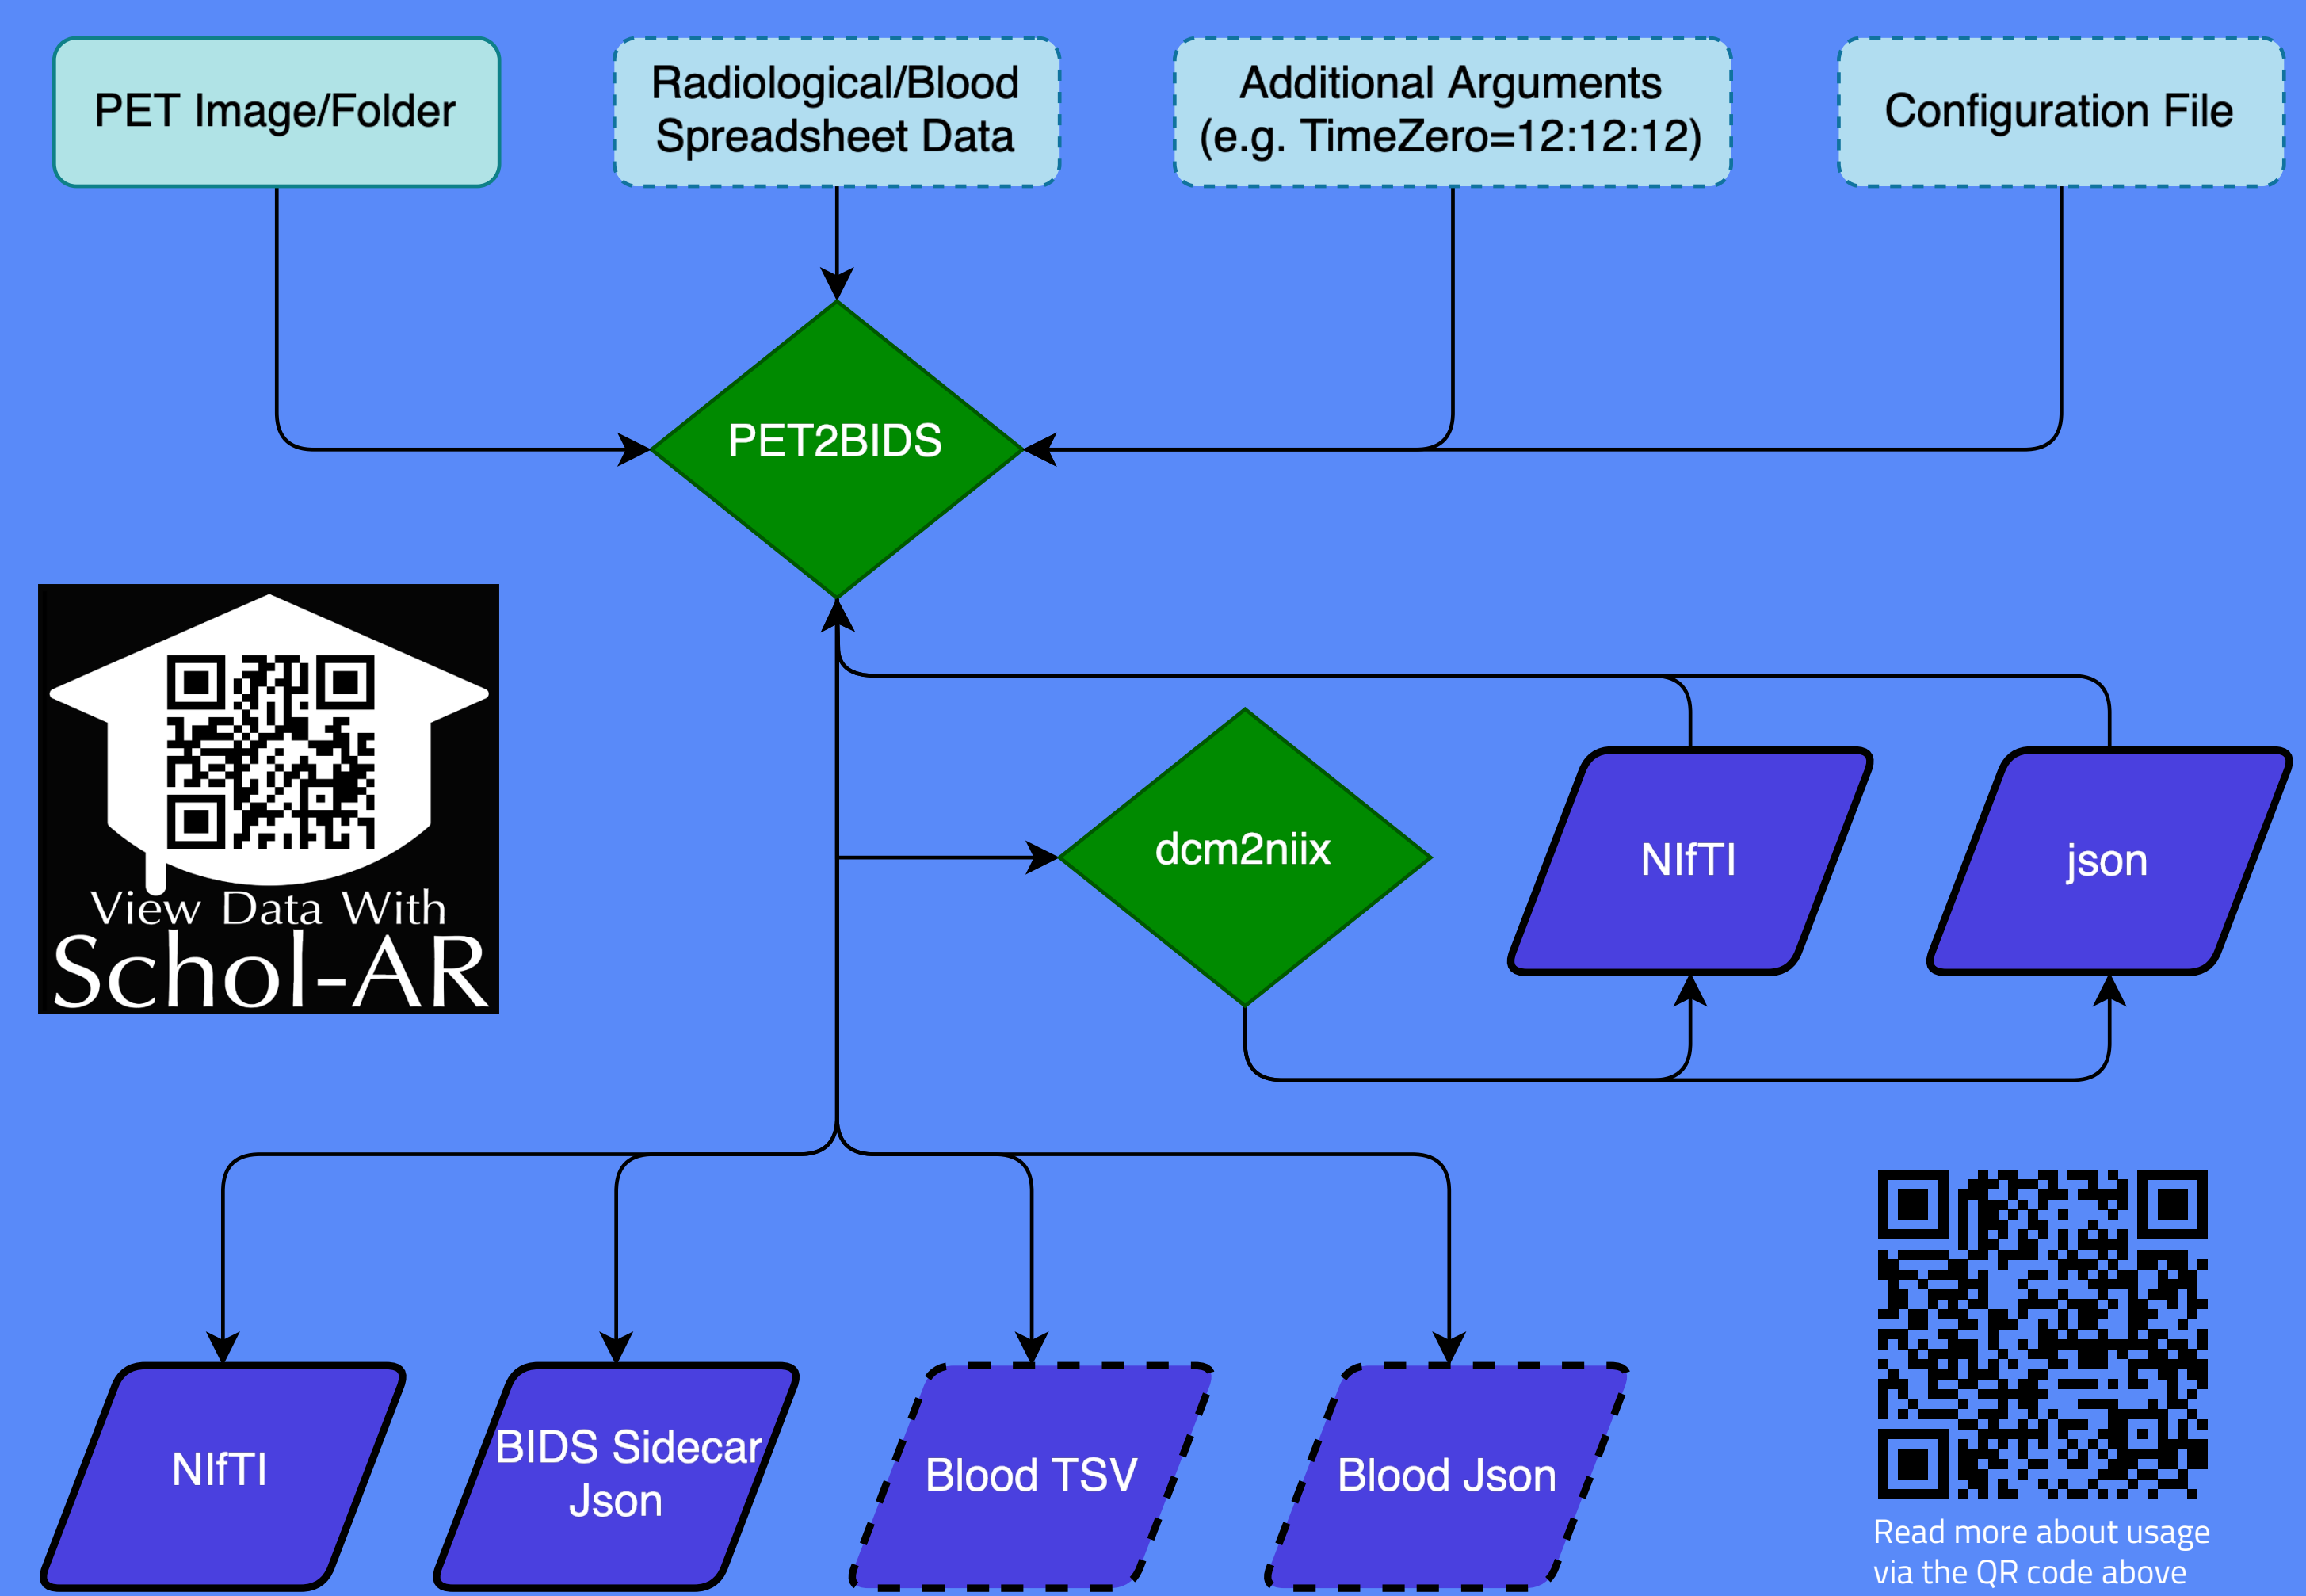 PET Image/Folder
Radiological/Blood
Spreadsheet Data
Additional Arguments
(e.g. TimeZero=12:12:12)
Configuration File
PET2BIDS
dcm2niix
NIfTI
json
View Data With
Schol-AR
NIfTI
BIDS Sidecar
Json
Blood TSV
Blood Json
Read more about usage
via the QR code above